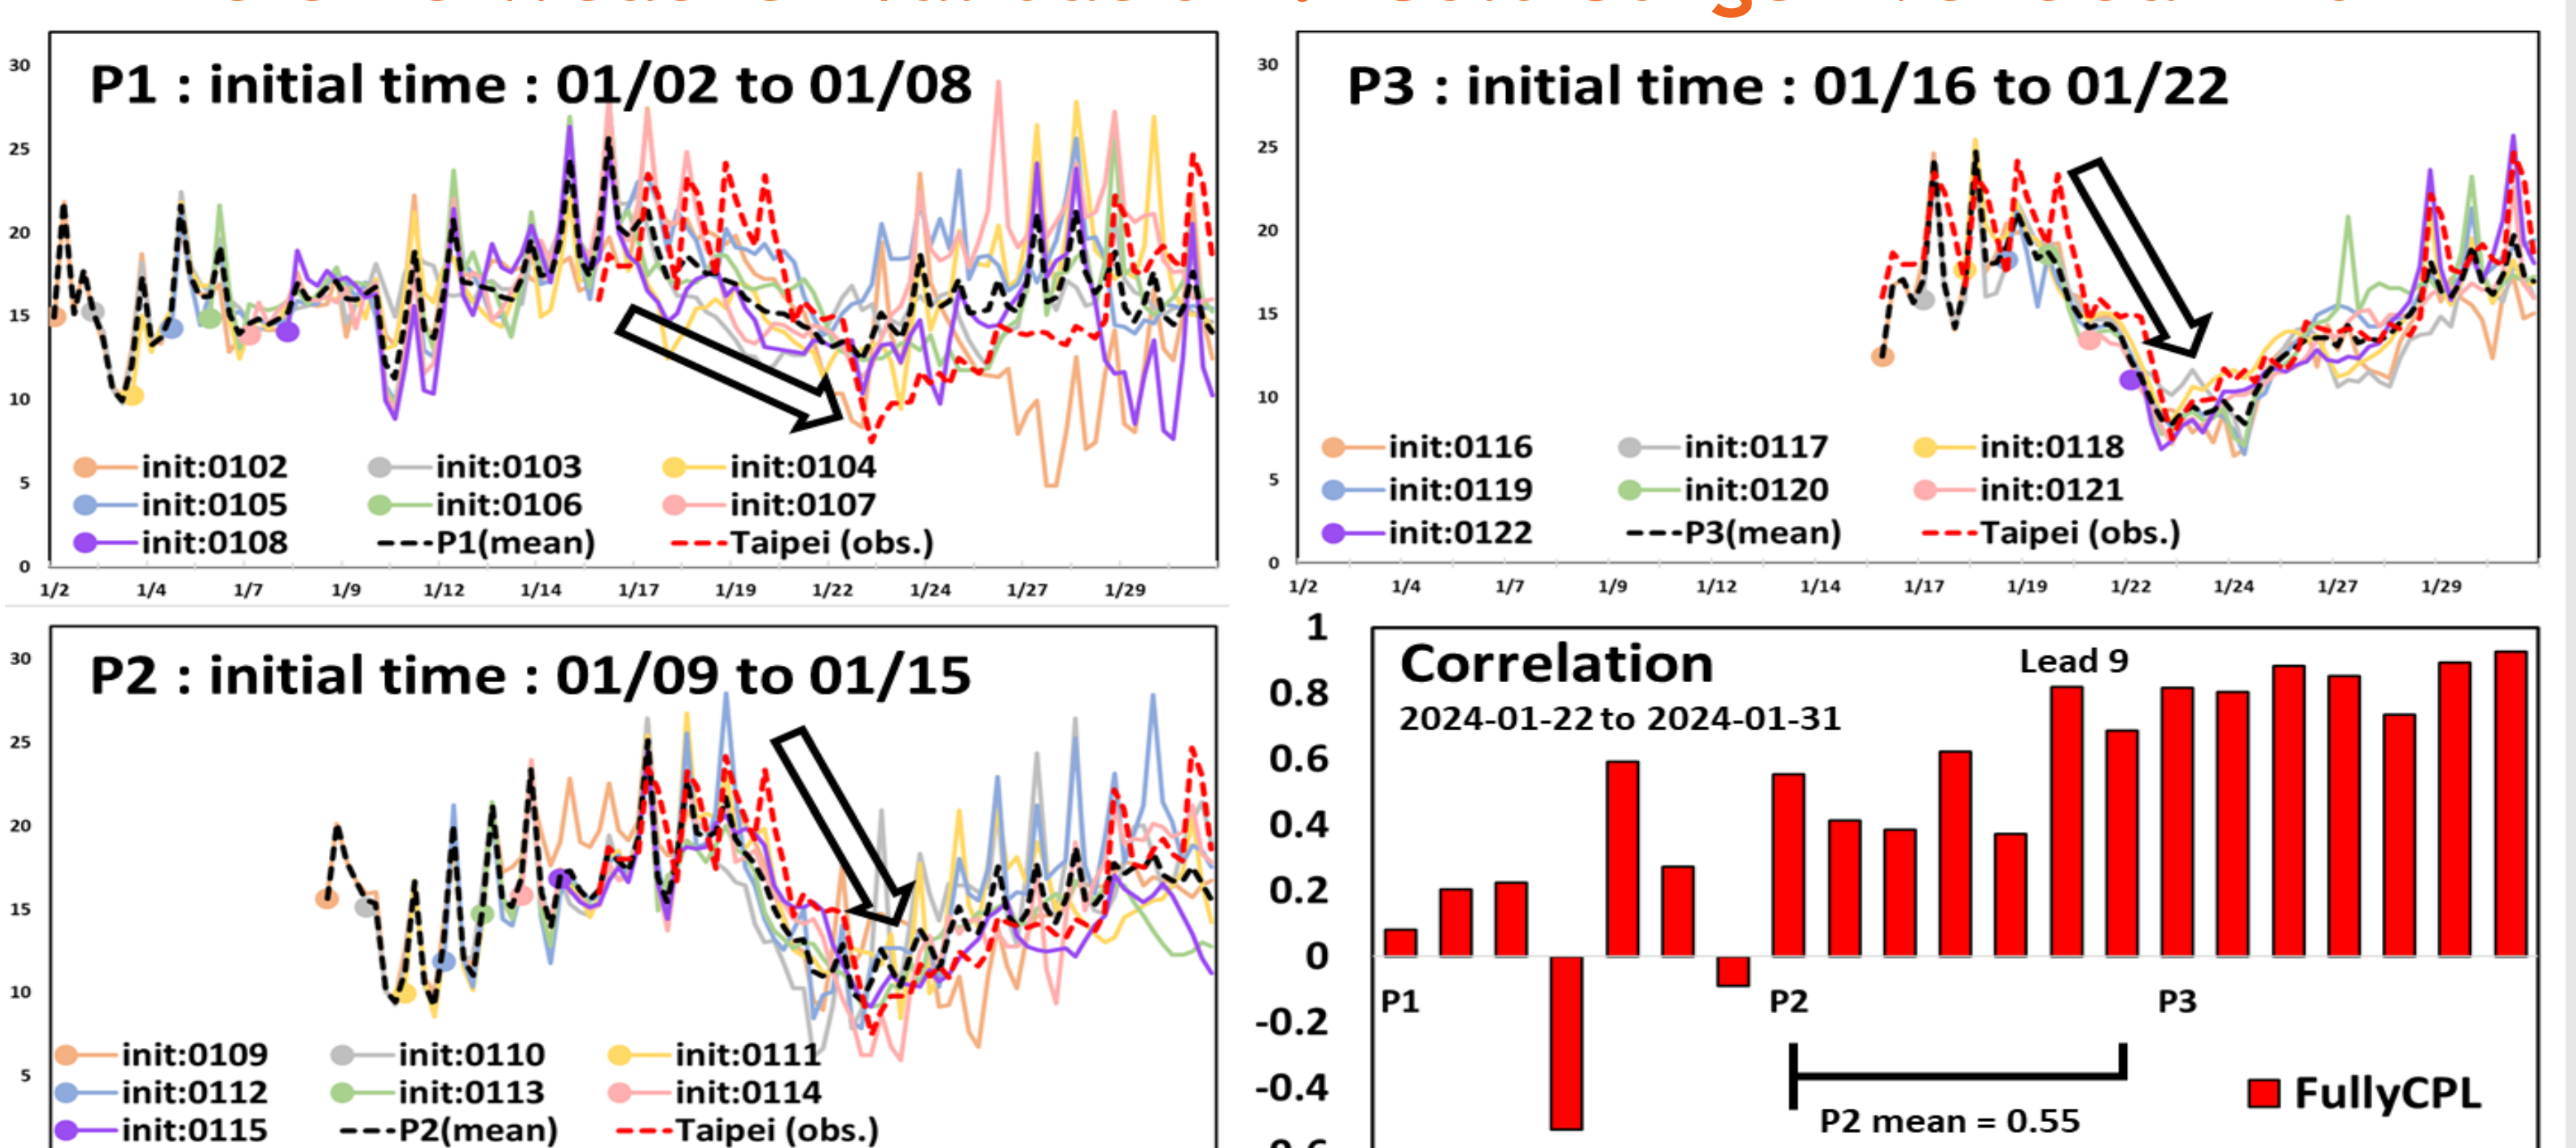 P1 : initial time : 01/02 to 01/08
30
25
20
15
10
5
0
init:0102 init:0103 init:0104
init:0105 init:0106 init:0107
init:0108 P1(mean) Taipei (obs.)
1/2 1/4 1/7 1/9 1/12 1/14 1/17 1/19 1/22 1/24 1/27 1/29
P3 : initial time : 01/16 to 01/22
30
25
20
15
10
5
0
init:0116 init:0117 init:0118
init:0119 init:0120 init:0121
init:0122 P3(mean) Taipei (obs.)
1/2 1/4 1/7 1/9 1/12 1/14 1/17 1/19 1/22 1/24 1/27 1/29
P2 : initial time : 01/09 to 01/15
30
25
20
15
10
5
init:0109 init:0110 init:0111
init:0112 init:0113 init:0114
init:0115 P2(mean) Taipei (obs.)
Correlation
2024-01-22 to 2024-01-31
Lead 9
1
0.8
0.6
0.4
0.2
0
-0.2
-0.4
P1 P2 P3
P2 mean = 0.55
FullyCPL